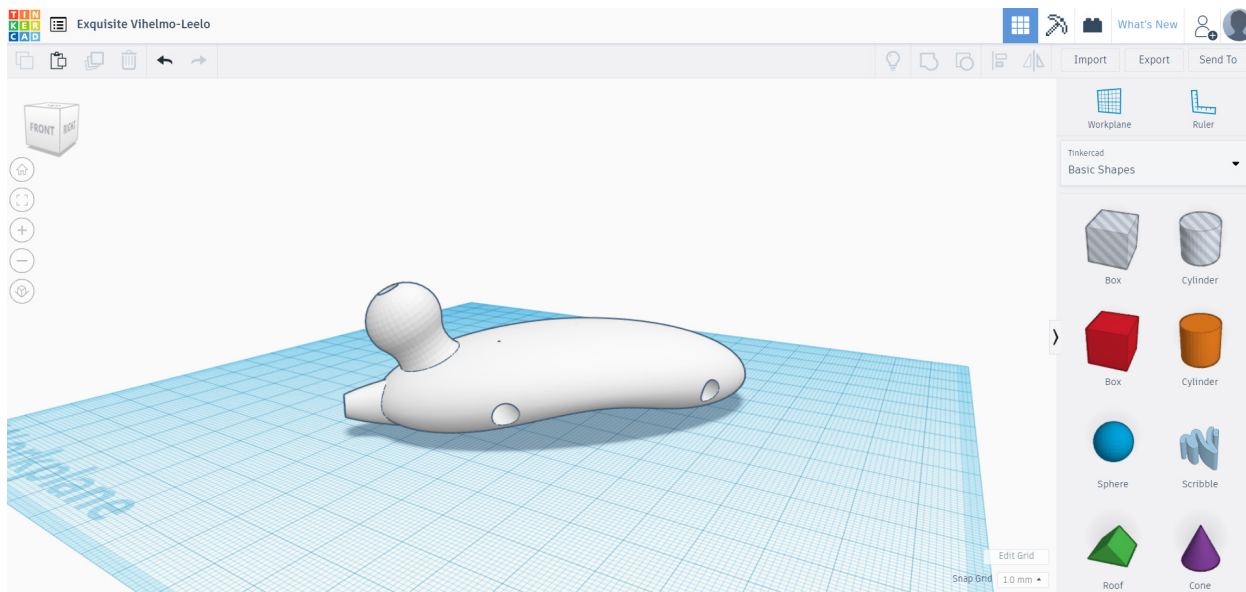 TIN
KER
CAD
Exquisite Vihelmo-Leelo
What's New
Import
Export
Send To
FRONT
RIGHT
Workplane
Ruler
Tinkercad
Basic Shapes
Box
Cylinder
Box
Cylinder
Sphere
Scribble
Roof
Cone
Edit Grid
Snap Grid
1.0 mm